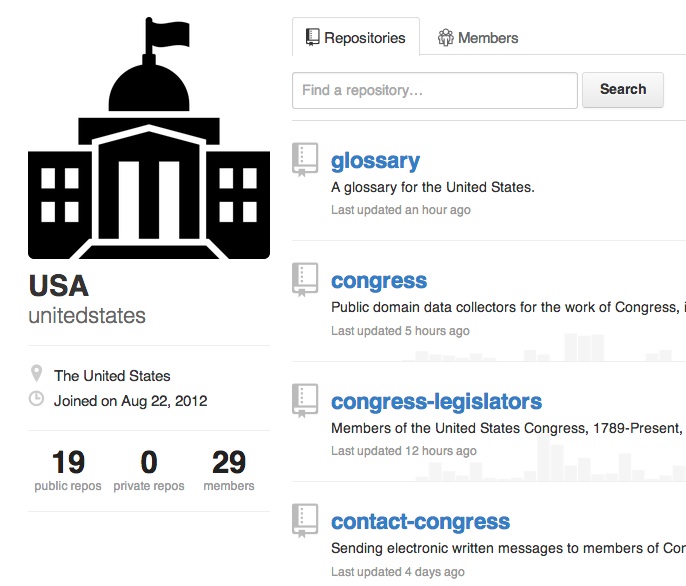 USA
unitedstates
The United States
Joined on Aug 22, 2012
19 0 29
public repos private repos members
Repositories Members
Find a repository... Search
glossary
A glossary for the United States.
Last updated an hour ago
congress
Public domain data collectors for the work of Congress, i
Last updated 5 hours ago
congress-legislators
Members of the United States Congress, 1789-Present,
Last updated 12 hours ago
contact-congress
Sending electronic written messages to members of Con
Last updated 4 days ago